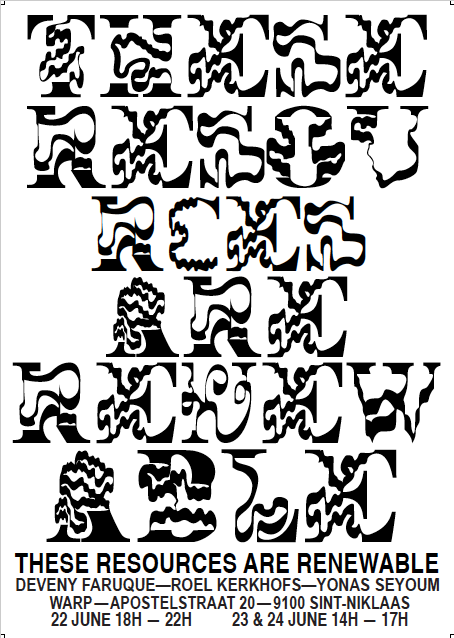 THESE
RESOU
RCES
ARE
RENEW
ABLE
THESE RESOURCES ARE RENEWABLE
DEVENY FARUQUE—ROEL KERKHOFS—YONAS SEYOUM
WARP—APOSTELSTRAAT 20—9100 SINT-NIKLAAS
22 JUNE 18H — 22H 23 & 24 JUNE 14H — 17H